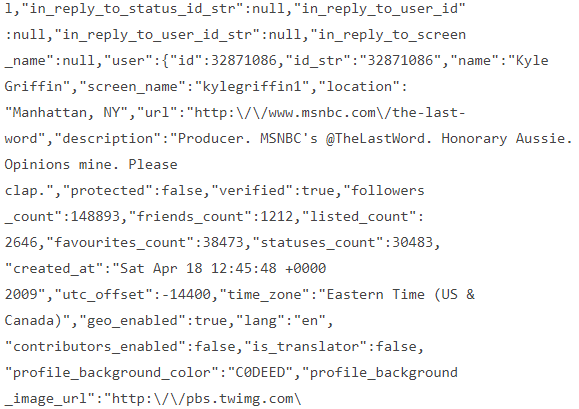 l,"in_reply_to_status_id_str":null,"in_reply_to_user_id"
:null,"in_reply_to_user_id_str":null,"in_reply_to_screen
_name":null,"user":{"id":32871086,"id_str":"32871086","name":"Kyle
Griffin","screen_name":"kylegriffin1","location":
"Manhattan, NY","url":"http:\/\/www.msnbc.com\/the-last-
word","description":"Producer. MSNBC's @TheLastWord. Honorary Aussie.
Opinions mine. Please
clap.","protected":false,"verified":true,"followers
_count":148893,"friends_count":1212,"listed_count":
2646,"favourites_count":38473,"statuses_count":30483,
"created_at":"Sat Apr 18 12:45:48 +0000
2009","utc_offset":-14400,"time_zone":"Eastern Time (US &
Canada)","geo_enabled":true,"lang":"en",
"contributors_enabled":false,"is_translator":false,
"profile_background_color":"C0DEED","profile_background
_image_url":"http:\/\/pbs.twimg.com\